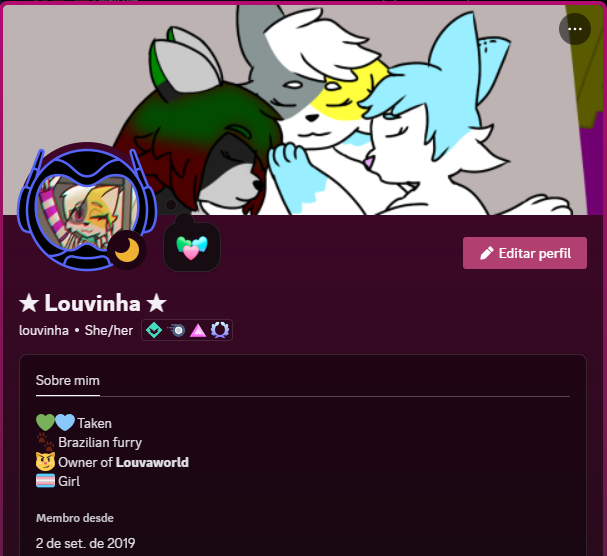 Editar perfil
★ Louvinha ★
louvinha • She/her
Sobre mim
Taken
Brazilian furry
Owner of Louvaworld
Girl
Membro desde
2 de set. de 2019